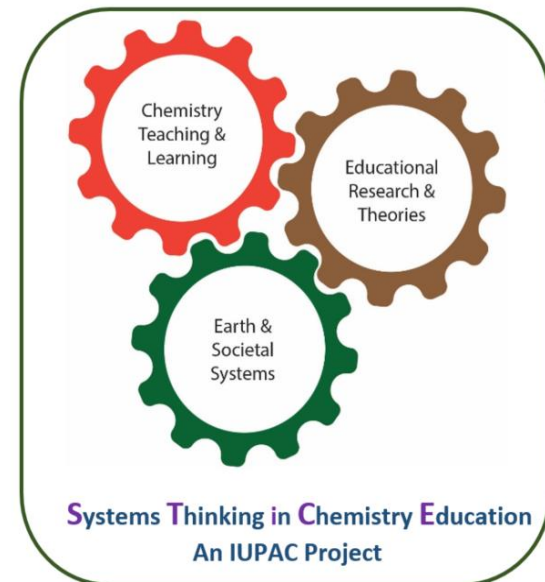 Chemistry
Teaching &
Learning
Educational
Research &
Theories
Earth &
Societal
Systems
Systems Thinking in Chemistry Education
An IUPAC Project